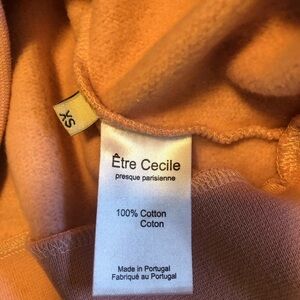 XS
Être Cecile
presque parisienne
100% Cotton
Coton
Made in Portugal
Fabriqué au Portugal